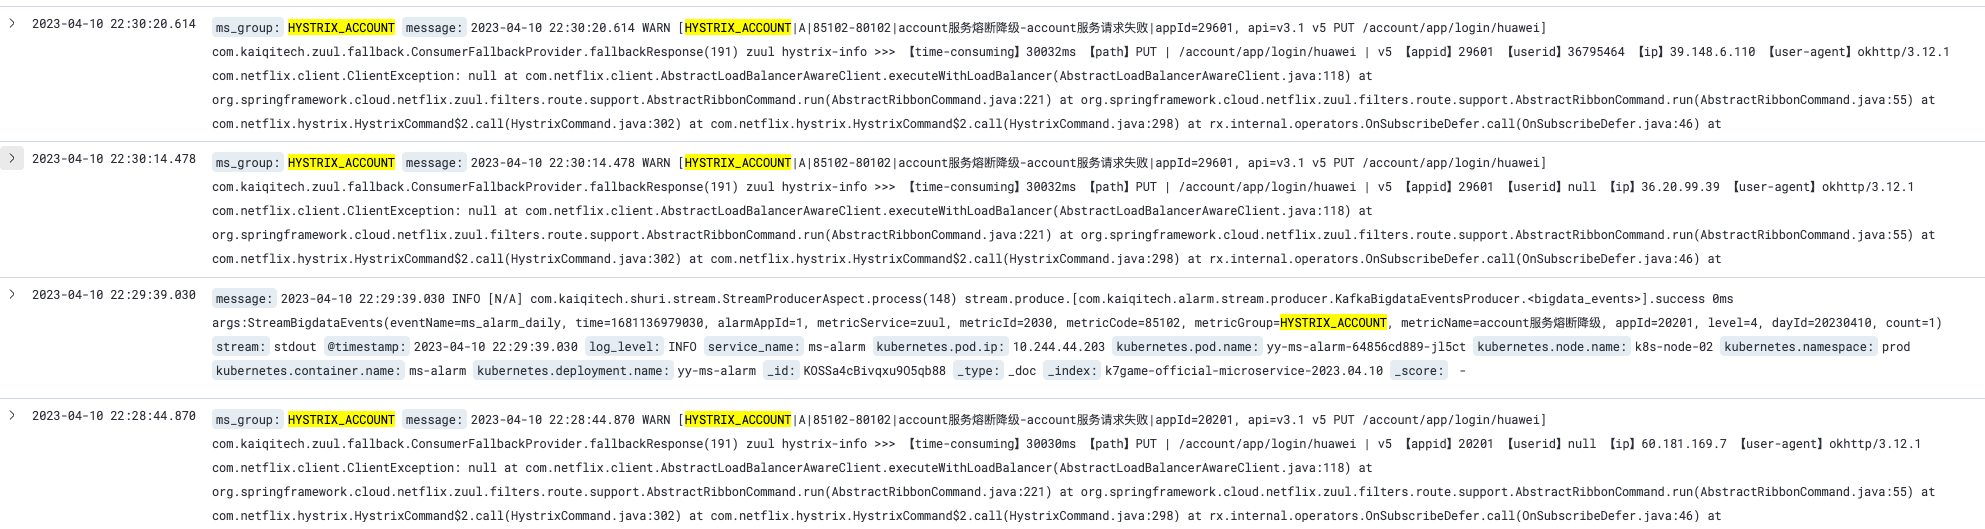 2023-04-10 22:30:20.614 ms_group: HYSTRIX_ACCOUNT message: 2023-04-10 22:30:20.614 WARN [HYSTRIX_ACCOUNT|A|85102-80102|account服务熔断降级-account服务请求失败|appId=29601, api=v3.1 v5 PUT /account/app/login/huawei]
com.kaiqitech.zuul.fallback.ConsumerFallbackProvider.fallbackResponse(191) zuul hystrix-info >>> 【time-consuming】30032ms 【path】PUT | /account/app/login/huawei | v5 【appid】29601 【userid】36795464 【ip】39.148.6.110 【user-agent】okhttp/3.12.1
com.netflix.client.ClientException: null at com.netflix.client.AbstractLoadBalancerAwareClient.executeWithLoadBalancer(AbstractLoadBalancerAwareClient.java:118) at
org.springframework.cloud.netflix.zuul.filters.route.support.AbstractRibbonCommand.run(AbstractRibbonCommand.java:221) at org.springframework.cloud.netflix.zuul.filters.route.support.AbstractRibbonCommand.run(AbstractRibbonCommand.java:55) at
com.netflix.hystrix.HystrixCommand$2.call(HystrixCommand.java:302) at com.netflix.hystrix.HystrixCommand$2.call(HystrixCommand.java:298) at rx.internal.operators.OnSubscribeDefer.call(OnSubscribeDefer.java:46) at
2023-04-10 22:30:14.478 ms_group: HYSTRIX_ACCOUNT message: 2023-04-10 22:30:14.478 WARN [HYSTRIX_ACCOUNT|A|85102-80102|account服务熔断降级-account服务请求失败|appId=29601, api=v3.1 v5 PUT /account/app/login/huawei]
com.kaiqitech.zuul.fallback.ConsumerFallbackProvider.fallbackResponse(191) zuul hystrix-info >>> 【time-consuming】30032ms 【path】PUT | /account/app/login/huawei | v5 【appid】29601 【userid】null 【ip】36.20.99.39 【user-agent】okhttp/3.12.1
com.netflix.client.ClientException: null at com.netflix.client.AbstractLoadBalancerAwareClient.executeWithLoadBalancer(AbstractLoadBalancerAwareClient.java:118) at
org.springframework.cloud.netflix.zuul.filters.route.support.AbstractRibbonCommand.run(AbstractRibbonCommand.java:221) at org.springframework.cloud.netflix.zuul.filters.route.support.AbstractRibbonCommand.run(AbstractRibbonCommand.java:55) at
com.netflix.hystrix.HystrixCommand$2.call(HystrixCommand.java:302) at com.netflix.hystrix.HystrixCommand$2.call(HystrixCommand.java:298) at rx.internal.operators.OnSubscribeDefer.call(OnSubscribeDefer.java:46) at
2023-04-10 22:29:39.030 message: 2023-04-10 22:29:39.030 INFO [N/A] com.kaiqitech.shuri.stream.StreamProducerAspect.process(148) stream.produce.[com.kaiqitech.alarm.stream.producer.KafkaBigdataEventsProducer.<bigdata_events>].success 0ms
args:StreamBigdataEvents(eventName=ms_alarm_daily, time=1681136979030, alarmAppId=1, metricService=zuul, metricId=2030, metricCode=85102, metricGroup=HYSTRIX_ACCOUNT, metricName=account服务熔断降级, appId=20201, level=4, dayId=20230410, count=1)
stream: stdout @timestamp: 2023-04-10 22:29:39.030 log_level: INFO service_name: ms-alarm kubernetes.pod.ip: 10.244.44.203 kubernetes.pod.name: yy-ms-alarm-64856cd889-jl5ct kubernetes.node.name: k8s-node-02 kubernetes.namespace: prod
kubernetes.container.name: ms-alarm kubernetes.deployment.name: yy-ms-alarm _id: KOSSa4cBivqxu9O5qb88 _type: _doc _index: k7game-official-microservice-2023.04.10 _score: -
2023-04-10 22:28:44.870 ms_group: HYSTRIX_ACCOUNT message: 2023-04-10 22:28:44.870 WARN [HYSTRIX_ACCOUNT|A|85102-80102|account服务熔断降级-account服务请求失败|appId=20201, api=v3.1 v5 PUT /account/app/login/huawei]
com.kaiqitech.zuul.fallback.ConsumerFallbackProvider.fallbackResponse(191) zuul hystrix-info >>> 【time-consuming】30030ms 【path】PUT | /account/app/login/huawei | v5 【appid】20201 【userid】null 【ip】60.181.169.7 【user-agent】okhttp/3.12.1
com.netflix.client.ClientException: null at com.netflix.client.AbstractLoadBalancerAwareClient.executeWithLoadBalancer(AbstractLoadBalancerAwareClient.java:118) at
org.springframework.cloud.netflix.zuul.filters.route.support.AbstractRibbonCommand.run(AbstractRibbonCommand.java:221) at org.springframework.cloud.netflix.zuul.filters.route.support.AbstractRibbonCommand.run(AbstractRibbonCommand.java:55) at
com.netflix.hystrix.HystrixCommand$2.call(HystrixCommand.java:302) at com.netflix.hystrix.HystrixCommand$2.call(HystrixCommand.java:298) at rx.internal.operators.OnSubscribeDefer.call(OnSubscribeDefer.java:46) at